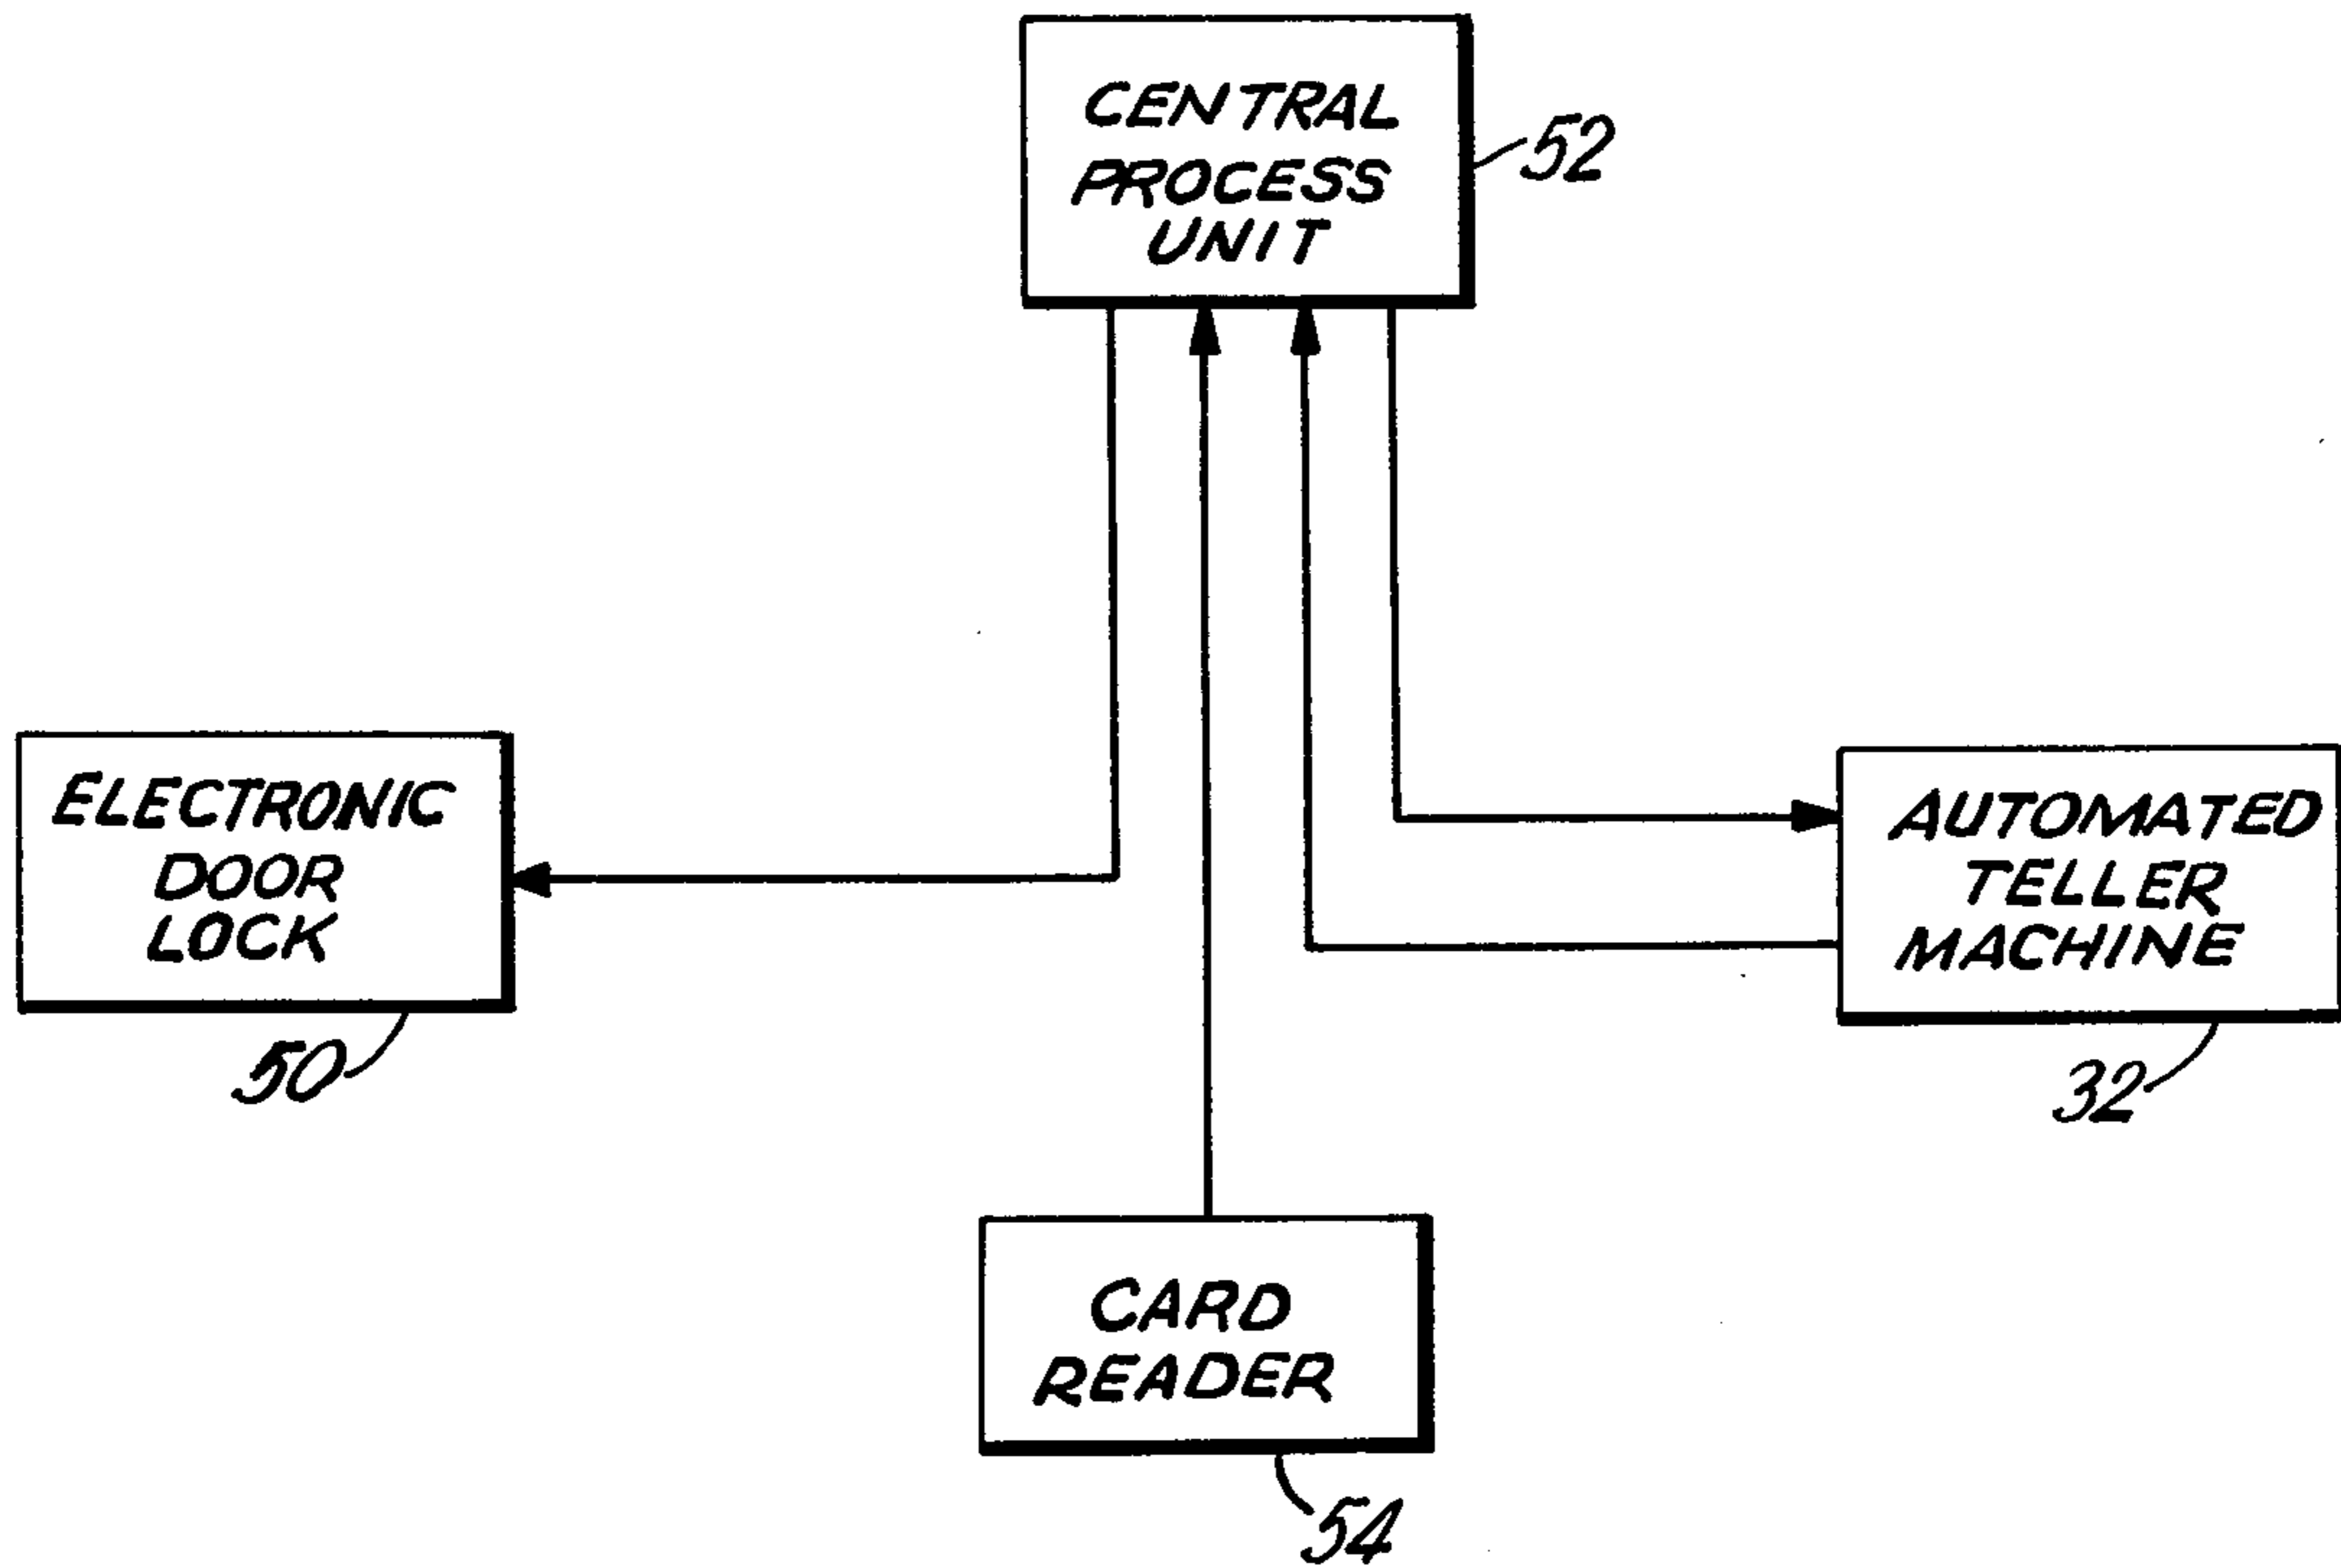 CENTRAL
PROCESS
UNIT
52
ELECTRONIC
DOOR
LOCK
50
AUTOMATED
TELLER
MACHINE
32
CARD
READER
54